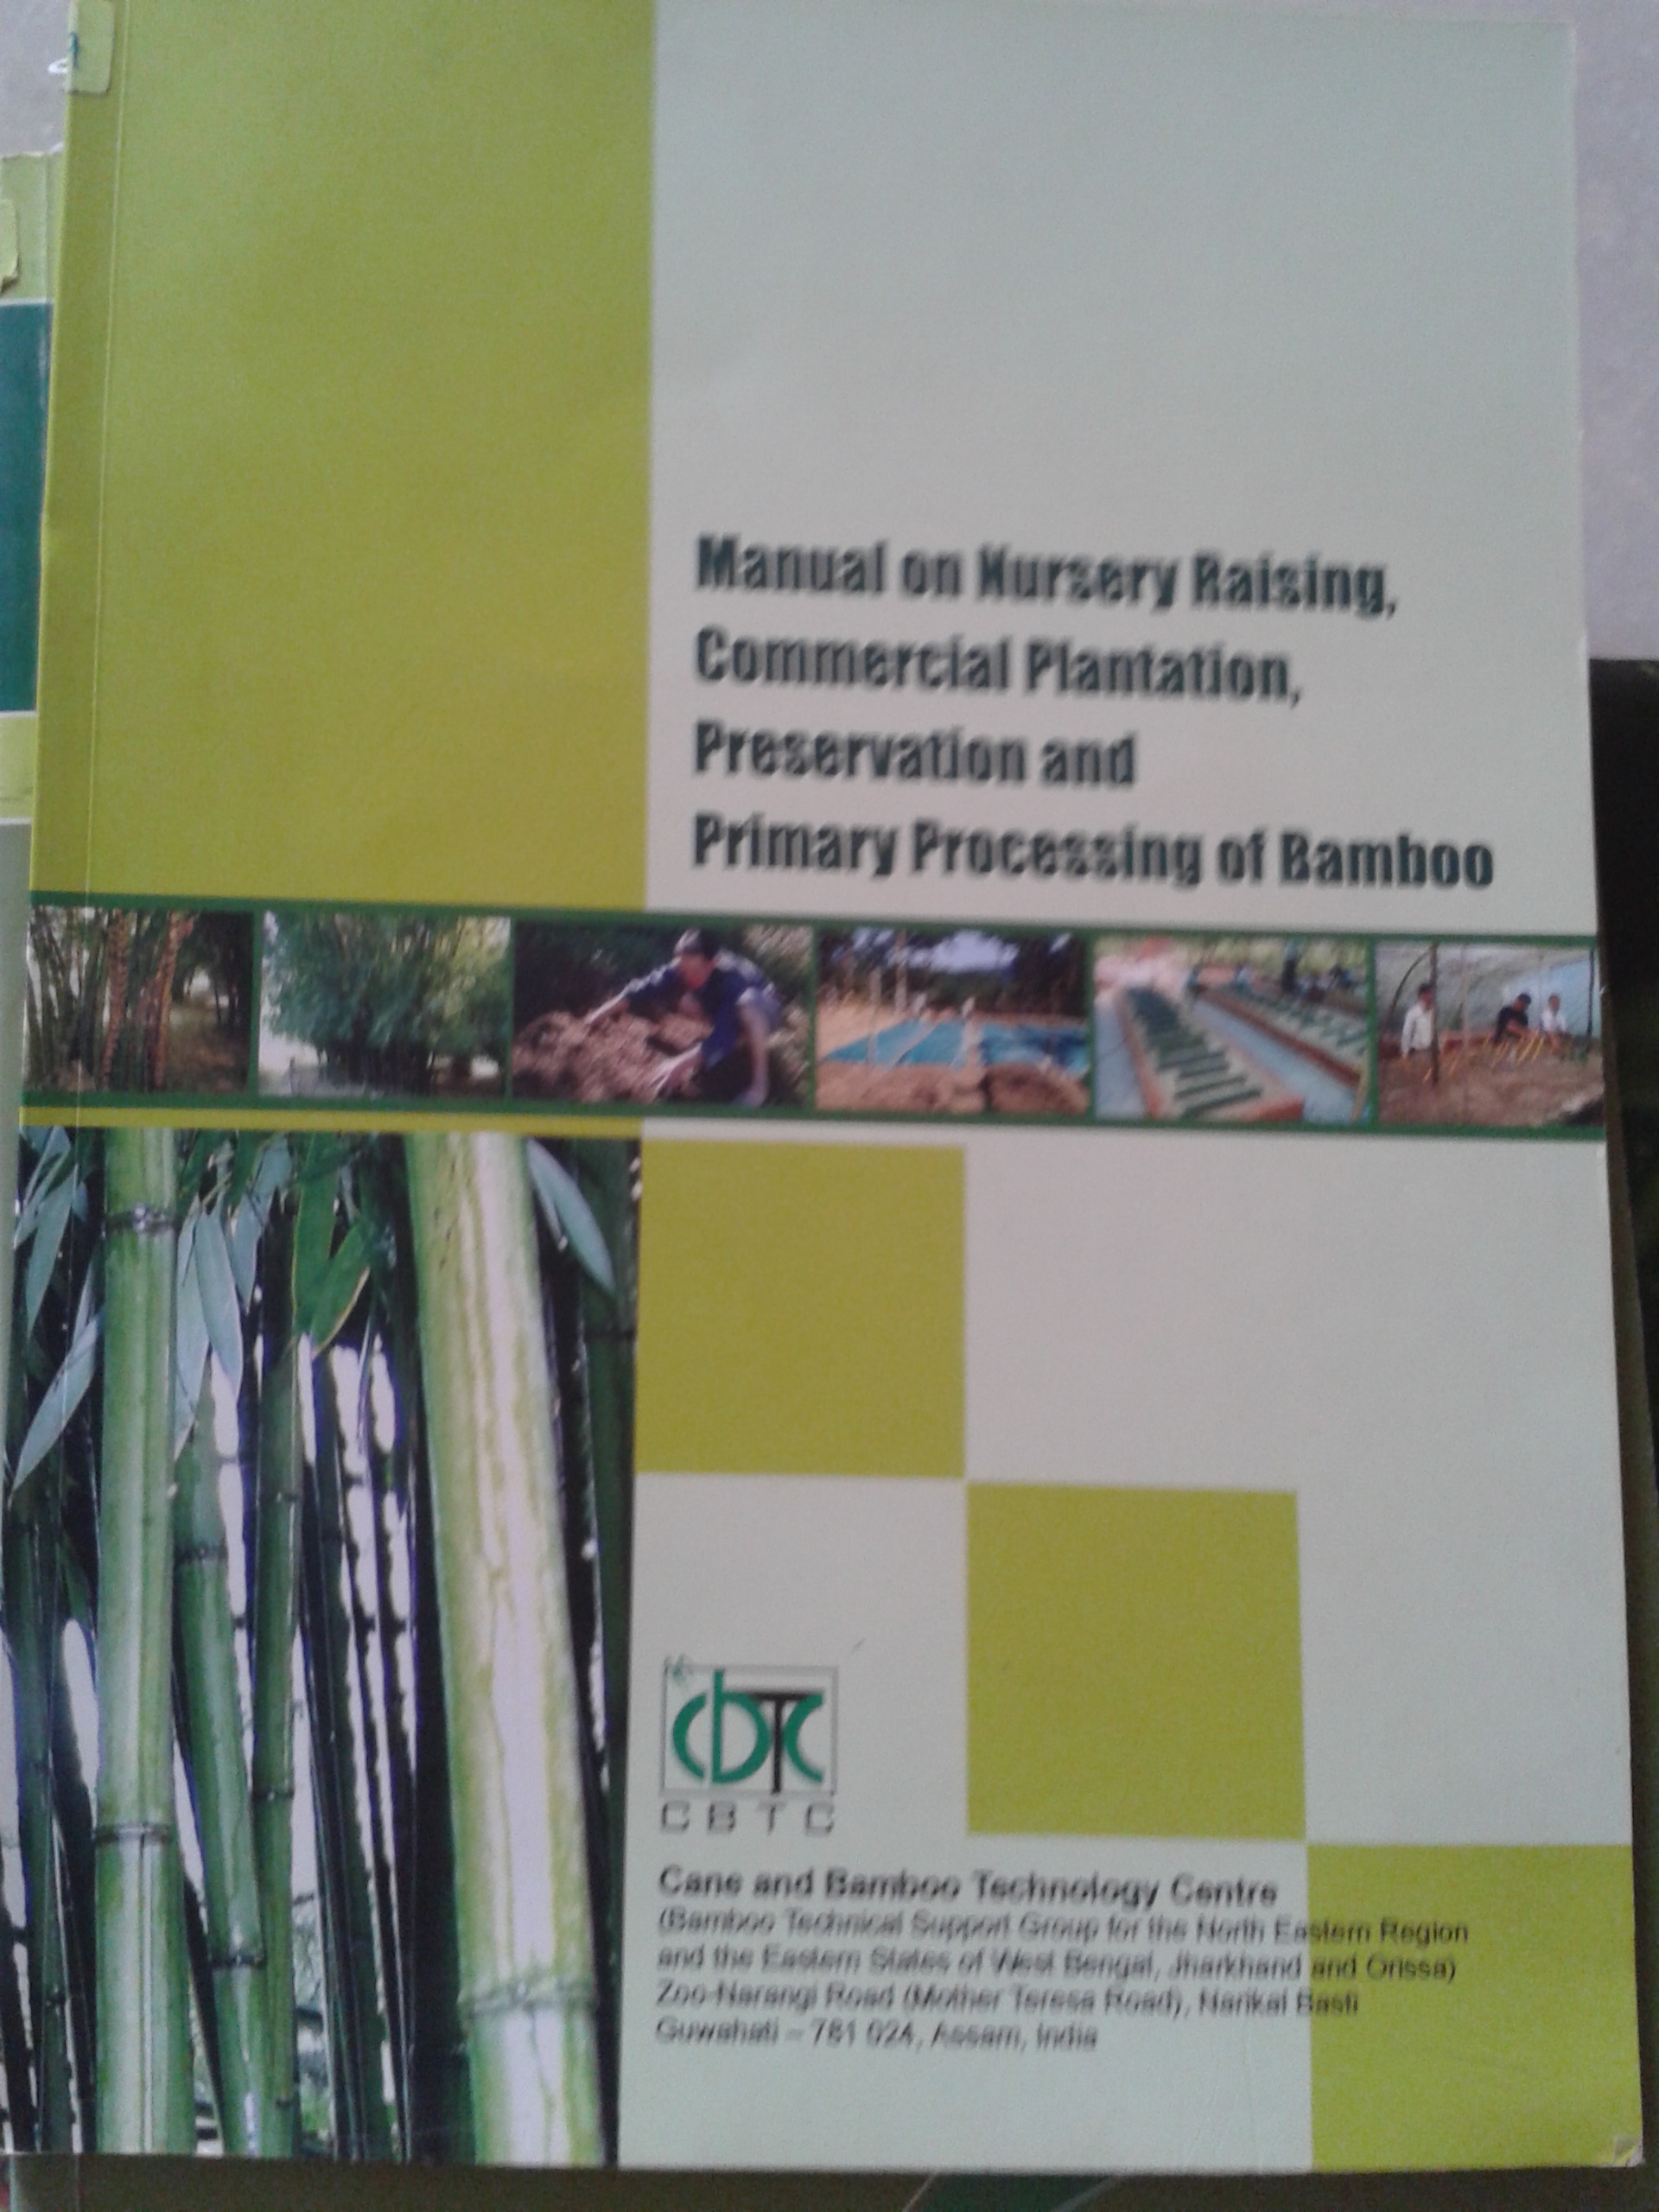 Manual on Nursery Raising,
Commercial Plantation,
Preservation and
Primary Processing of Bamboo
cbTc
CBTC
Cane and Bamboo Technology Centre
(Bamboo Technical Support Group for the North Eastern Region
and the Eastern States of West Bengal, Jharkhand and Orissa)
Zoo-Narangi Road (Mother Teresa Road), Narikal Basti
Guwahati – 781 024, Assam, India